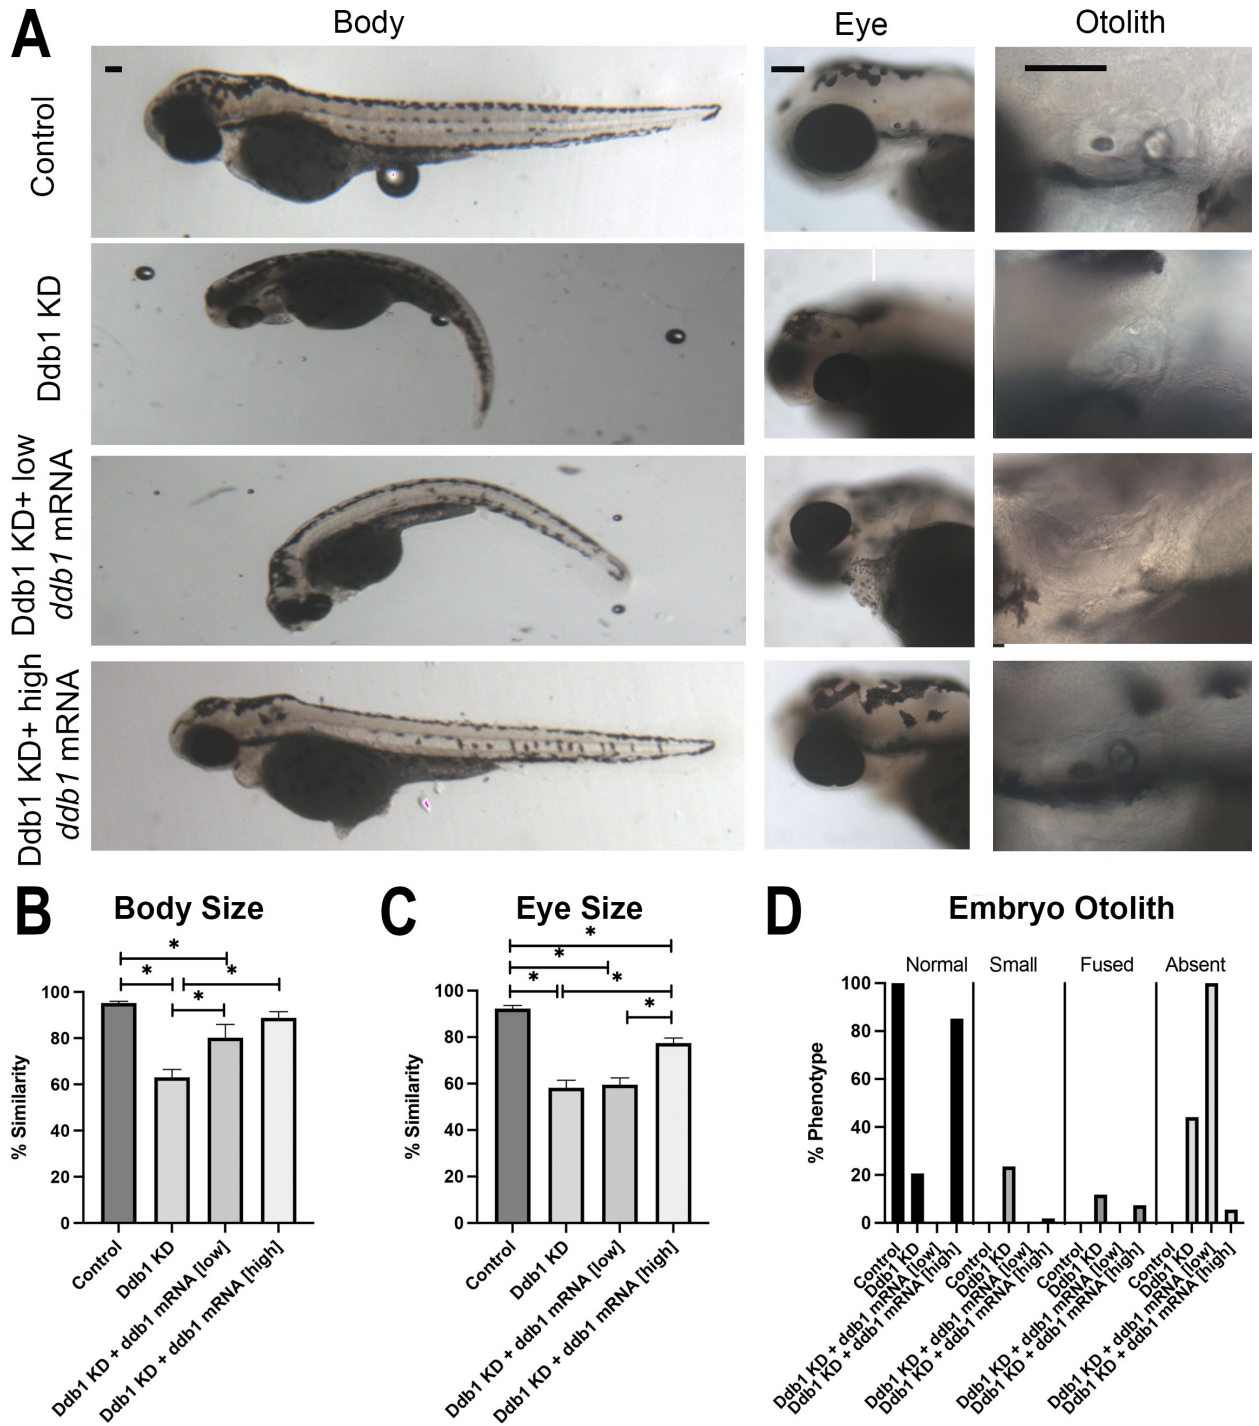 A
Body
Eye
Otolith
Control
Ddb1 KD
Ddb1 KD+ low
ddb1 mRNA
Ddb1 KD+ high
ddb1 mRNA
B
Body Size
* * * *
% Similarity
100
80
60
40
20
0
Control
Ddb1 KD
Ddb1 KD + ddb1 mRNA [low]
Ddb1 KD + ddb1 mRNA [high]
C
Eye Size
* * * * *
% Similarity
100
80
60
40
20
0
Control
Ddb1 KD
Ddb1 KD + ddb1 mRNA [low]
Ddb1 KD + ddb1 mRNA [high]
D
Embryo Otolith
Normal Small Fused Absent
% Phenotype
100
80
60
40
20
0
Control
Ddb1 KD
Ddb1 KD + ddb1 mRNA [low]
Ddb1 KD + ddb1 mRNA [high]
Control
Ddb1 KD
Ddb1 KD + ddb1 mRNA [low]
Ddb1 KD + ddb1 mRNA [high]
Control
Ddb1 KD
Ddb1 KD + ddb1 mRNA [low]
Ddb1 KD + ddb1 mRNA [high]
Control
Ddb1 KD
Ddb1 KD + ddb1 mRNA [low]
Ddb1 KD + ddb1 mRNA [high]